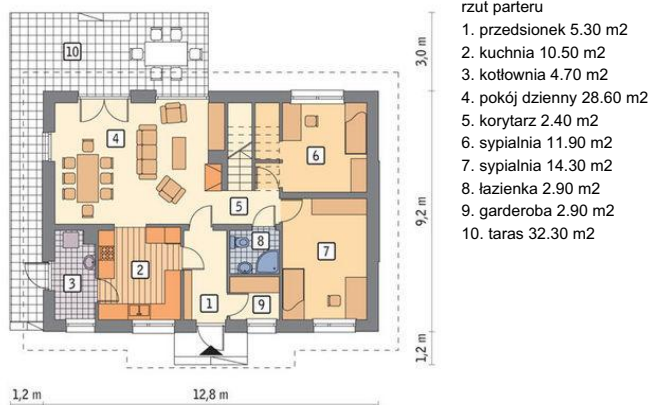 rzut parteru
1. przedsionek 5.30 m2
2. kuchnia 10.50 m2
3. kotłownia 4.70 m2
4. pokój dzienny 28.60 m2
5. korytarz 2.40 m2
6. sypialnia 11.90 m2
7. sypialnia 14.30 m2
8. łazienka 2.90 m2
9. garderoba 2.90 m2
10. taras 32.30 m2
10
3,0 m
4
6
5
9,2 m
8
7
2
3
1
9
1,2 m
1,2 m
12,8 m